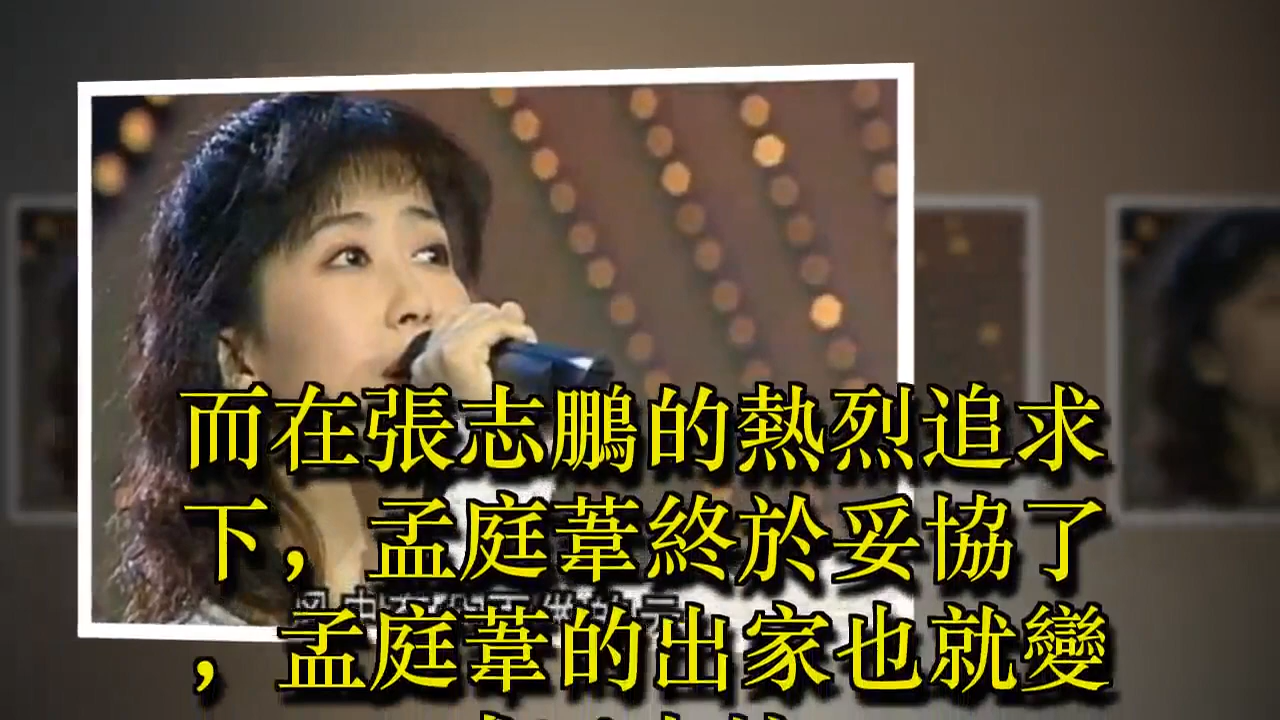 而在張志鵬的熱烈追求
下，孟庭葦終於妥協了
，孟庭葦的出家也就變